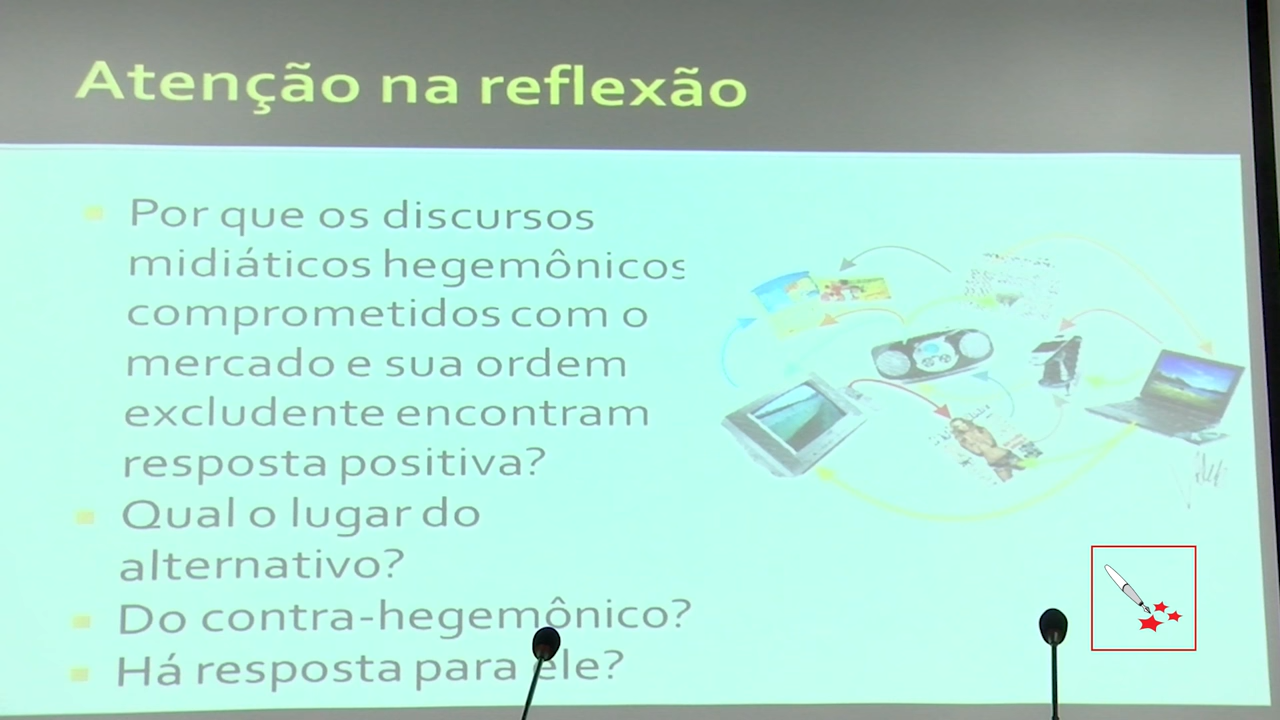 Atenção na reflexão
Por que os discursos
midiáticos hegemônicos
comprometidos com o
mercado e sua ordem
excludente encontram
resposta positiva?
Qual o lugar do
alternativo?
Do contra-hegemônico?
Há resposta para ele?